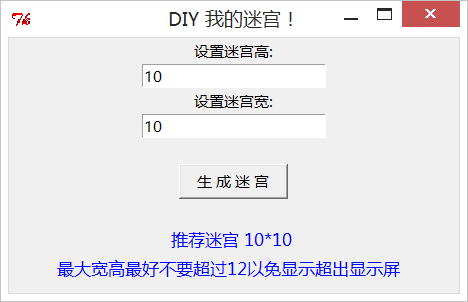 DIY 我的迷宫！
设置迷宫高:
10
设置迷宫宽:
10
生 成 迷 宫
推荐迷宫 10*10
最大宽高最好不要超过12以免显示超出显示屏